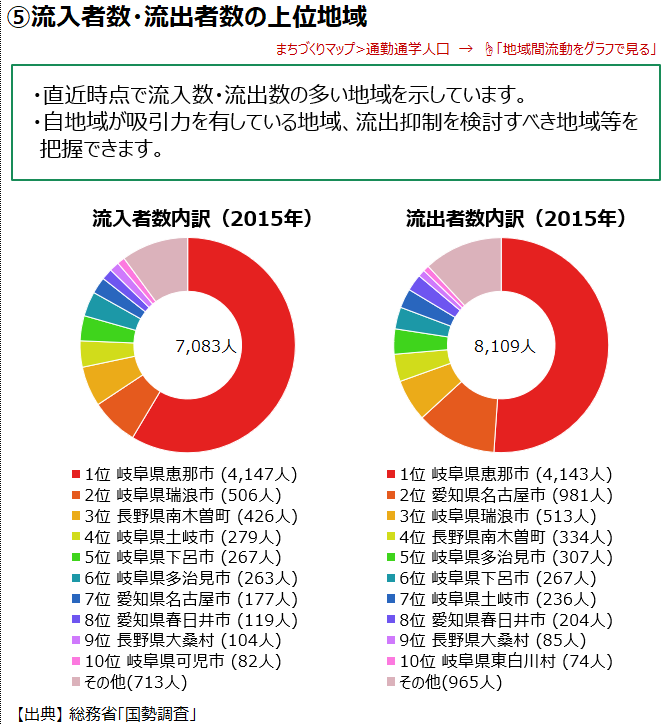 ⑤流入者数・流出者数の上位地域
まちづくりマップ>通勤通学人口 → ☟「地域間流動をグラフで見る」
・直近時点で流入数・流出数の多い地域を示しています。
・自地域が吸引力を有している地域、流出抑制を検討すべき地域等を
把握できます。
流入者数内訳（2015年）
7,083人
1位 岐阜県恵那市 (4,147人)
2位 岐阜県瑞浪市 (506人)
3位 長野県南木曽町 (426人)
4位 岐阜県土岐市 (279人)
5位 岐阜県下呂市 (267人)
6位 岐阜県多治見市 (263人)
7位 愛知県名古屋市 (177人)
8位 愛知県春日井市 (119人)
9位 長野県大桑村 (104人)
10位 岐阜県可児市 (82人)
その他(713人)
流出者数内訳（2015年）
8,109人
1位 岐阜県恵那市 (4,143人)
2位 愛知県名古屋市 (981人)
3位 岐阜県瑞浪市 (513人)
4位 長野県南木曽町 (334人)
5位 岐阜県多治見市 (307人)
6位 岐阜県下呂市 (267人)
7位 岐阜県土岐市 (236人)
8位 愛知県春日井市 (204人)
9位 長野県大桑村 (85人)
10位 岐阜県東白川村 (74人)
その他(965人)
【出典】総務省「国勢調査」